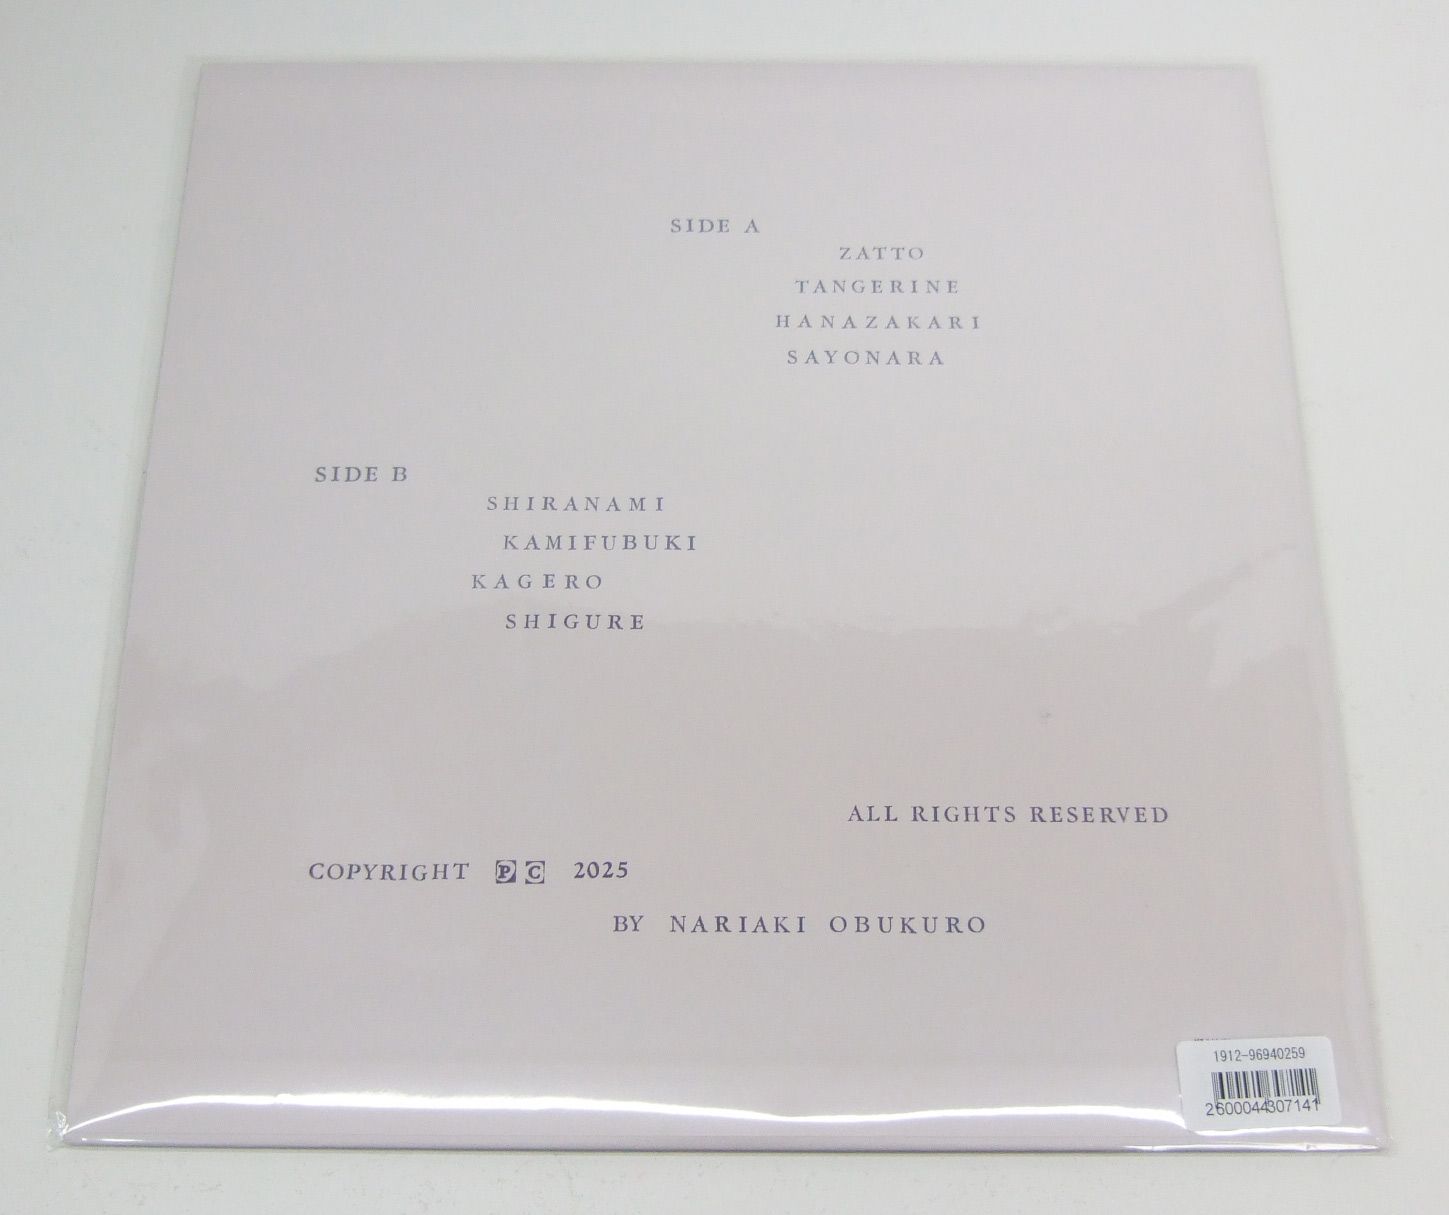 SIDE A
ZATTO
TANGERINE
HANAZAKARI
SAYONARA
SIDE B
SHIRANAMI
KAMIFUBUKI
KAGERO
SHIGURE
ALL RIGHTS RESERVED
COPYRIGHT P C 2025
BY NARIAKI OBUKURO
1912-96940259
2600044307141